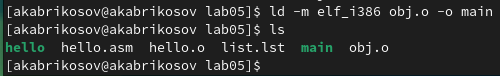 [akabrikosov@akabrikosov lab05]$ ld -m elf_i386 obj.o -o main
[akabrikosov@akabrikosov lab05]$ ls
hello  hello.asm  hello.o  list.lst  main  obj.o
[akabrikosov@akabrikosov lab05]$